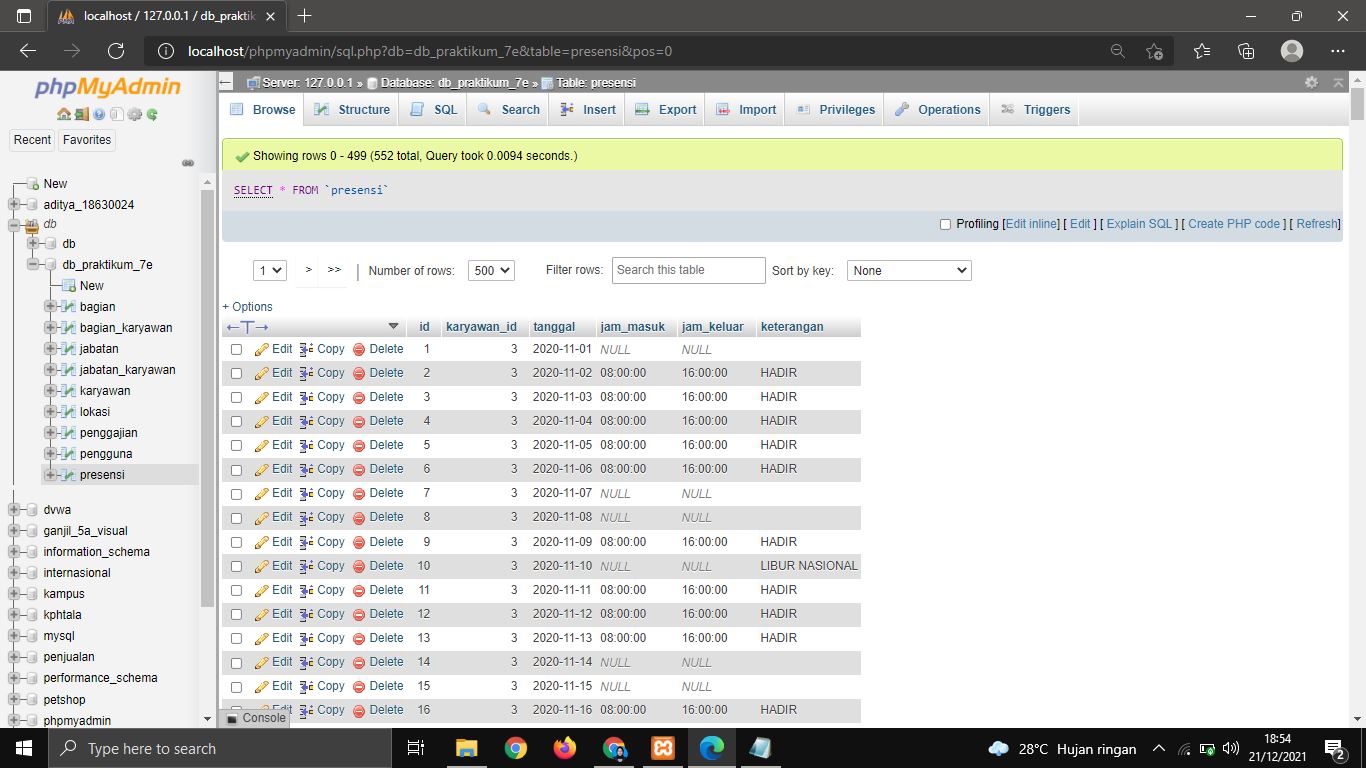 localhost / 127.0.0.1 / db_praktik
localhost/phpmyadmin/sql.php?db=db_praktikum_7e&table=presensi&pos=0
phpMyAdmin
Recent Favorites
New
aditya_18630024
db
db
db_praktikum_7e
New
bagian
bagian_karyawan
jabatan
jabatan_karyawan
karyawan
lokasi
penggajian
pengguna
presensi
dvwa
ganjil_5a_visual
information_schema
internasional
kampus
kphtala
mysql
penjualan
performance_schema
petshop
phpmyadmin
Server: 127.0.0.1 » Database: db_praktikum_7e » Table: presensi
Browse Structure SQL Search Insert Export Import Privileges Operations Triggers
Showing rows 0 - 499 (552 total, Query took 0.0094 seconds.)
SELECT * FROM `presensi`
Profiling [Edit inline] [ Edit ] [ Explain SQL ] [ Create PHP code ] [ Refresh]
1 > >> | Number of rows: 500 Filter rows: Search this table Sort by key: None
+ Options
←T→ id karyawan_id tanggal jam_masuk jam_keluar keterangan
Edit Copy Delete 1 3 2020-11-01 NULL NULL
Edit Copy Delete 2 3 2020-11-02 08:00:00 16:00:00 HADIR
Edit Copy Delete 3 3 2020-11-03 08:00:00 16:00:00 HADIR
Edit Copy Delete 4 3 2020-11-04 08:00:00 16:00:00 HADIR
Edit Copy Delete 5 3 2020-11-05 08:00:00 16:00:00 HADIR
Edit Copy Delete 6 3 2020-11-06 08:00:00 16:00:00 HADIR
Edit Copy Delete 7 3 2020-11-07 NULL NULL
Edit Copy Delete 8 3 2020-11-08 NULL NULL
Edit Copy Delete 9 3 2020-11-09 08:00:00 16:00:00 HADIR
Edit Copy Delete 10 3 2020-11-10 NULL NULL LIBUR NASIONAL
Edit Copy Delete 11 3 2020-11-11 08:00:00 16:00:00 HADIR
Edit Copy Delete 12 3 2020-11-12 08:00:00 16:00:00 HADIR
Edit Copy Delete 13 3 2020-11-13 08:00:00 16:00:00 HADIR
Edit Copy Delete 14 3 2020-11-14 NULL NULL
Edit Copy Delete 15 3 2020-11-15 NULL NULL
Edit Copy Delete 16 3 2020-11-16 08:00:00 16:00:00 HADIR
Console
Type here to search
28°C Hujan ringan
18:54
21/12/2021
2